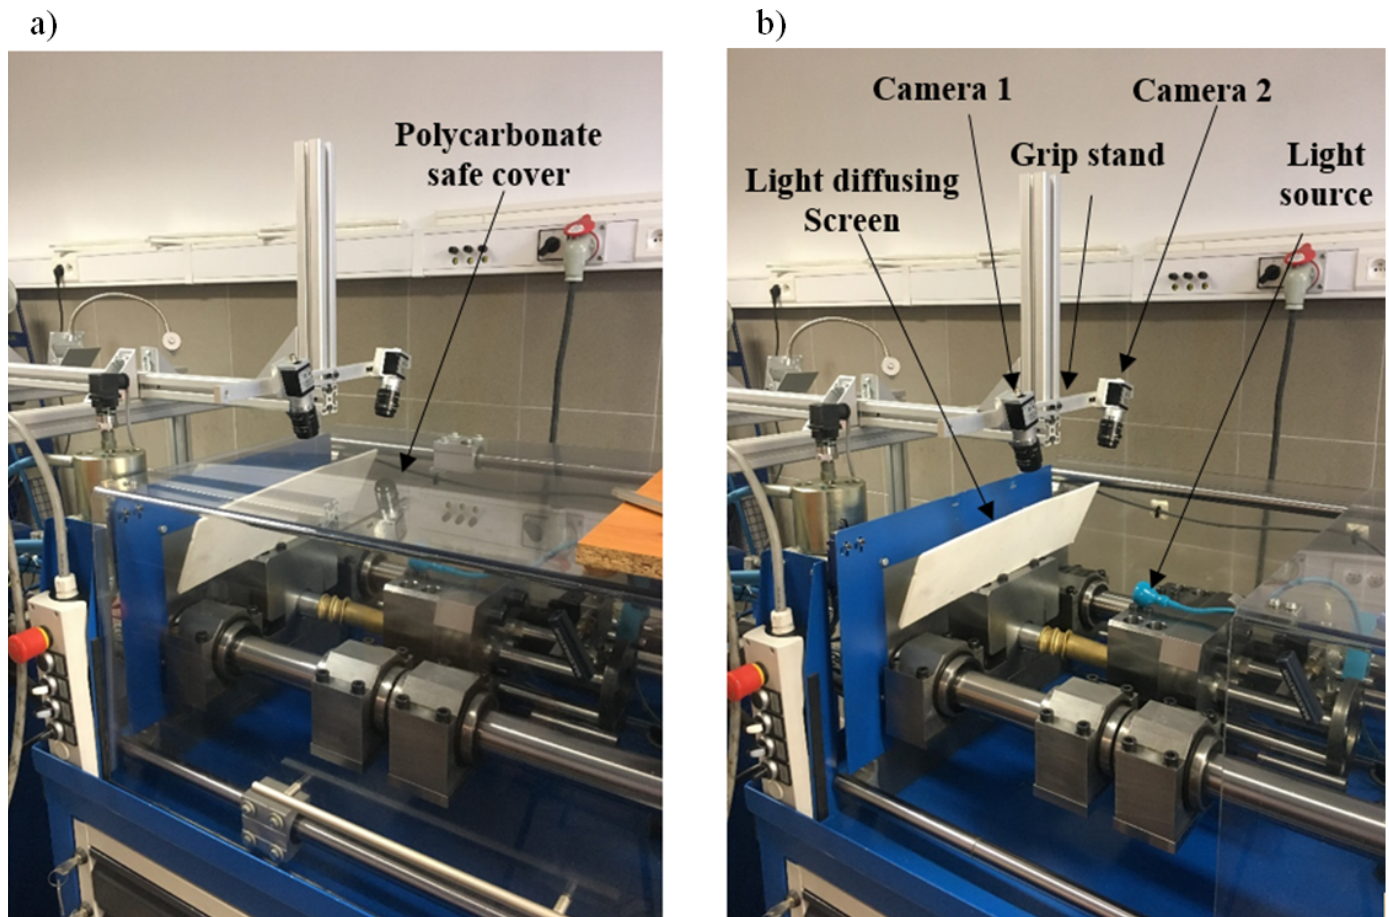 a)
b)
Polycarbonate
safe cover
Camera 1
Camera 2
Grip stand
Light
source
Light diffusing
Screen